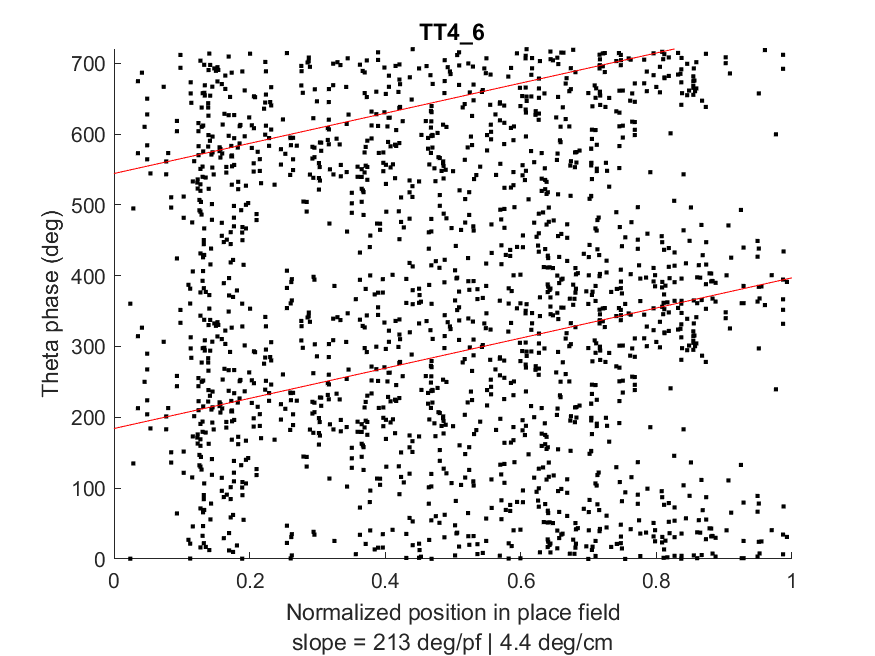 TT4_6
700
600
500
400
300
200
100
0
Theta phase (deg)
0 0.2 0.4 0.6 0.8 1
Normalized position in place field
slope = 213 deg/pf | 4.4 deg/cm